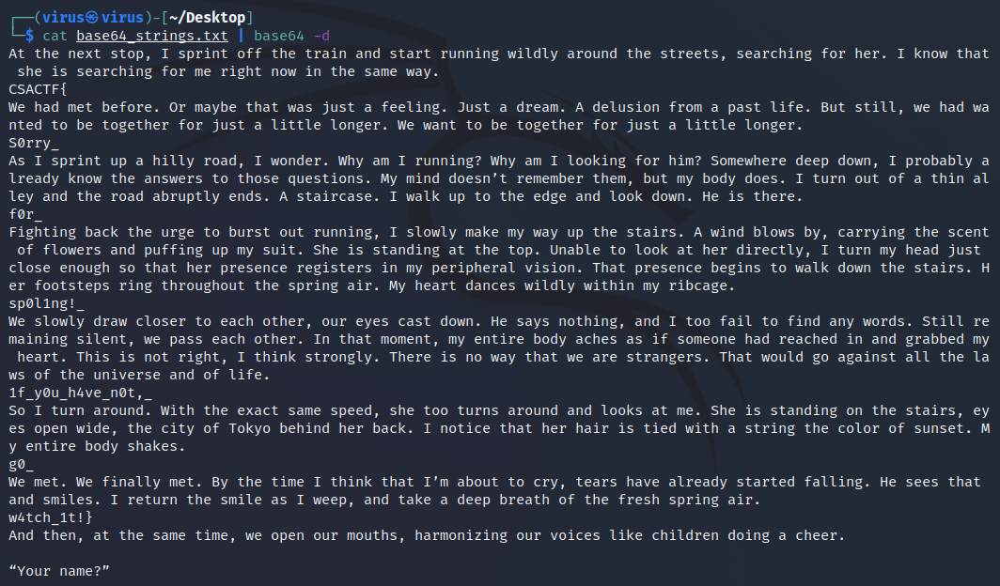 ┌──(virus㉿virus)-[~/Desktop]
└─$ cat base64_strings.txt | base64 -d
At the next stop, I sprint off the train and start running wildly around the streets, searching for her. I know that
 she is searching for me right now in the same way.
CSACTF{
We had met before. Or maybe that was just a feeling. Just a dream. A delusion from a past life. But still, we had wa
nted to be together for just a little longer. We want to be together for just a little longer.
S0rry_
As I sprint up a hilly road, I wonder. Why am I running? Why am I looking for him? Somewhere deep down, I probably a
lready know the answers to those questions. My mind doesn’t remember them, but my body does. I turn out of a thin al
ley and the road abruptly ends. A staircase. I walk up to the edge and look down. He is there.
f0r_
Fighting back the urge to burst out running, I slowly make my way up the stairs. A wind blows by, carrying the scent
 of flowers and puffing up my suit. She is standing at the top. Unable to look at her directly, I turn my head just
close enough so that her presence registers in my peripheral vision. That presence begins to walk down the stairs. H
er footsteps ring throughout the spring air. My heart dances wildly within my ribcage.
sp0l1ng!_
We slowly draw closer to each other, our eyes cast down. He says nothing, and I too fail to find any words. Still re
maining silent, we pass each other. In that moment, my entire body aches as if someone had reached in and grabbed my
 heart. This is not right, I think strongly. There is no way that we are strangers. That would go against all the la
ws of the universe and of life.
1f_y0u_h4ve_n0t,_
So I turn around. With the exact same speed, she too turns around and looks at me. She is standing on the stairs, ey
es open wide, the city of Tokyo behind her back. I notice that her hair is tied with a string the color of sunset. M
y entire body shakes.
g0_
We met. We finally met. By the time I think that I’m about to cry, tears have already started falling. He sees that
and smiles. I return the smile as I weep, and take a deep breath of the fresh spring air.
w4tch_1t!}
And then, at the same time, we open our mouths, harmonizing our voices like children doing a cheer.

“Your name?”